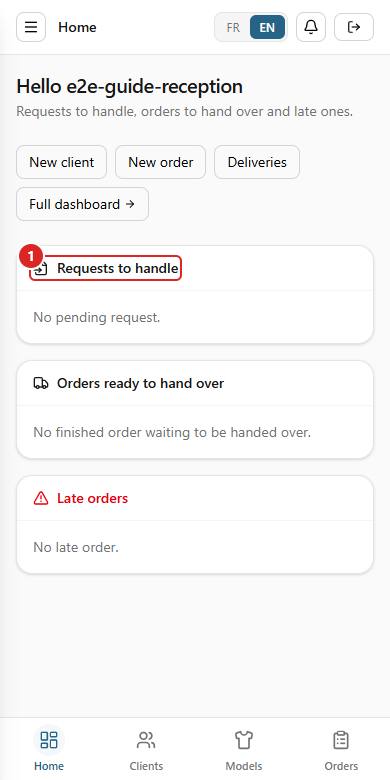 Home FR EN
Hello e2e-guide-reception
Requests to handle, orders to hand over and late ones.
New client New order Deliveries
Full dashboard →
1
Requests to handle
No pending request.
Orders ready to hand over
No finished order waiting to be handed over.
Late orders
No late order.
Home Clients Models Orders